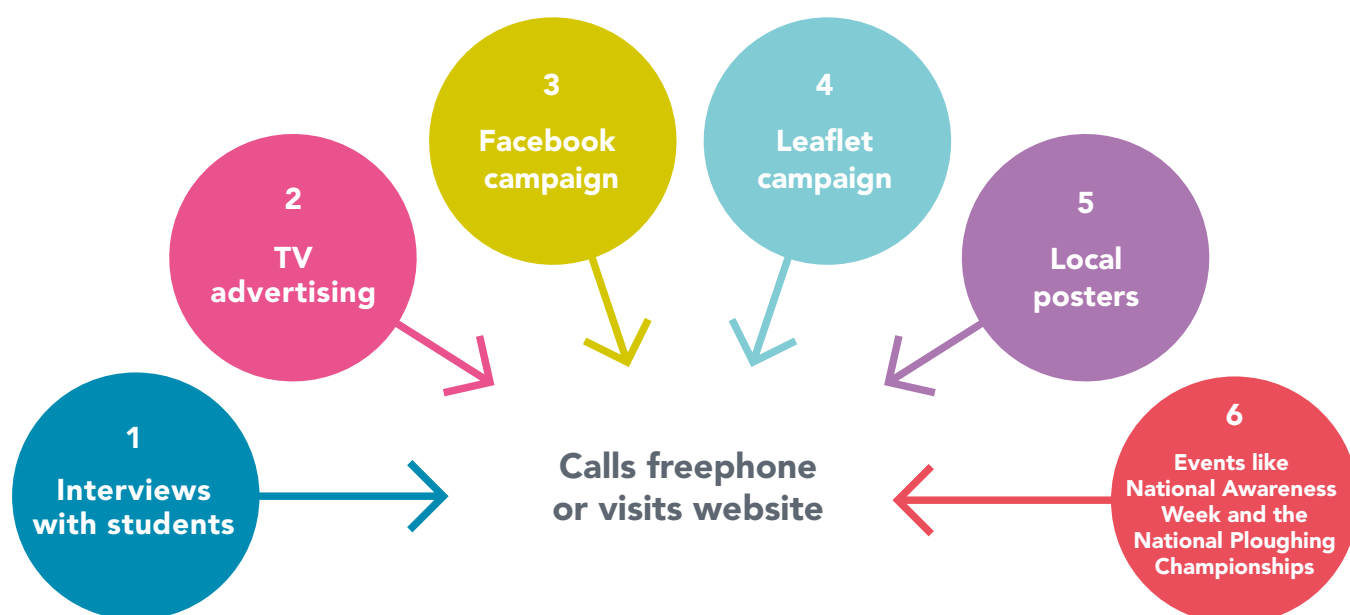 1
Interviews
with students
2
TV
advertising
3
Facebook
campaign
4
Leaflet
campaign
5
Local
posters
6
Events like
National Awareness
Week and the
National Ploughing
Championships
Calls freephone
or visits website